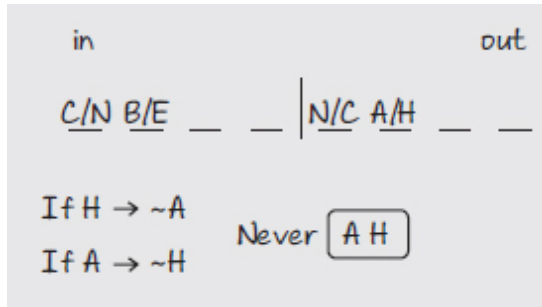 in out
C/N B/E _ _ | N/C A/H _ _
If H → ~A
Never A H
If A → ~H